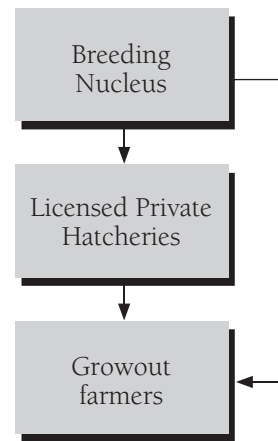 Breeding
Nucleus
Licensed Private
Hatcheries
Growout
farmers